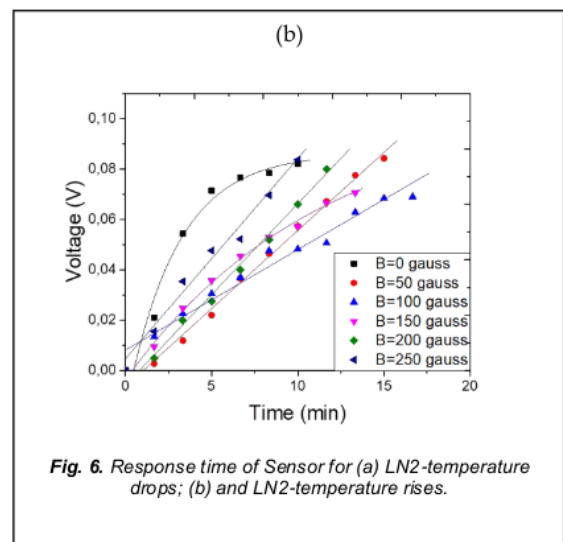 (b)
0,10
0,08
0,06
0,04
0,02
0,00
Voltage (V)
B=0 gauss
B=50 gauss
B=100 gauss
B=150 gauss
B=200 gauss
B=250 gauss
0 5 10 15 20
Time (min)
Fig. 6. Response time of Sensor for (a) LN2-temperature
drops; (b) and LN2-temperature rises.